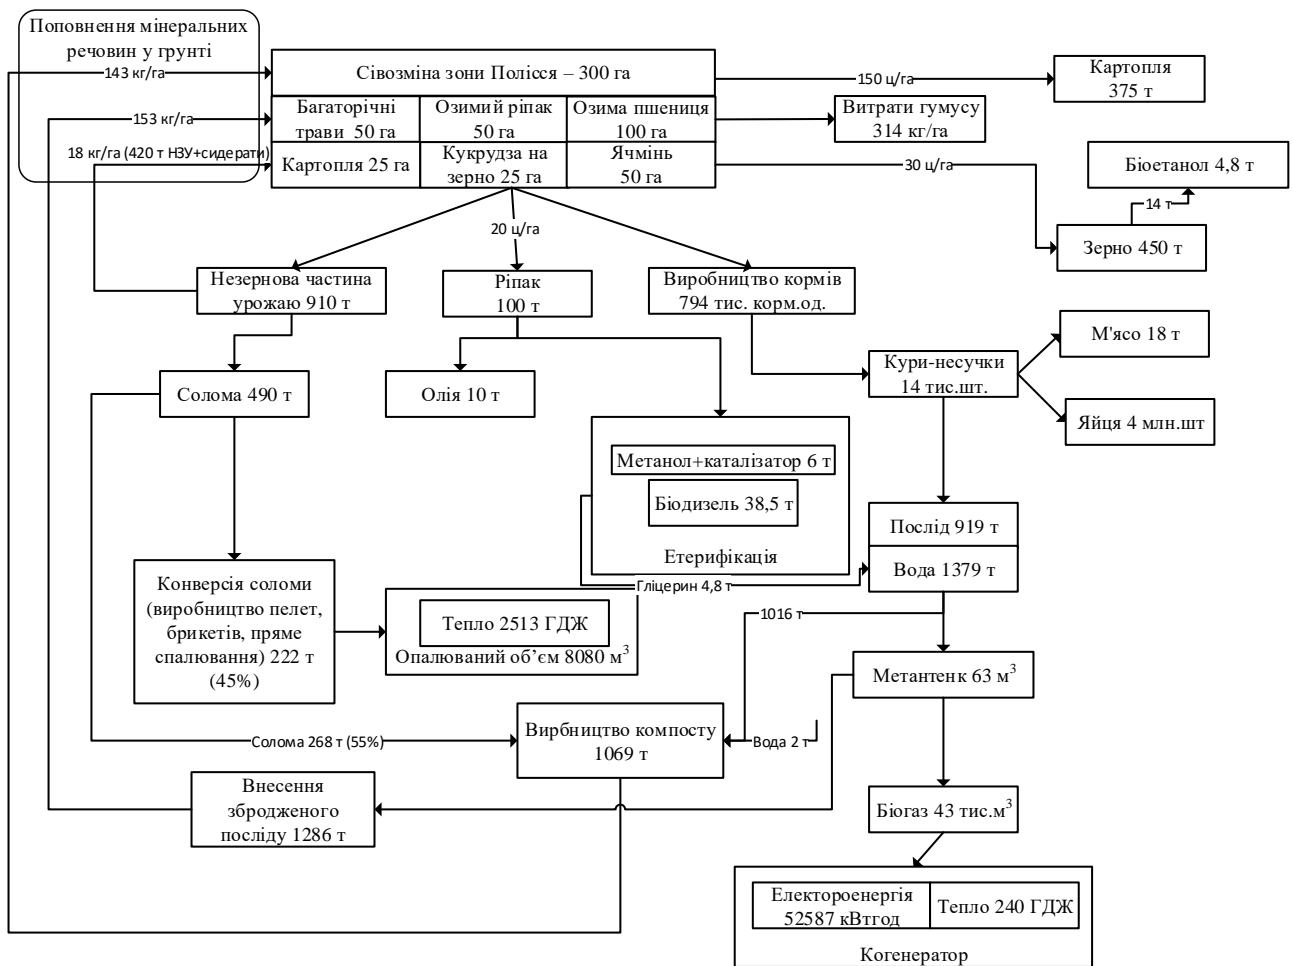 Поповнення мінеральних
речовин у грунті
143 кг/га
Сівозміна зони Полісся – 300 га
150 ц/га
Картопля
375 т
153 кг/га
Багаторічні
трави 50 га
Озимий ріпак
50 га
Озима пшениця
100 га
Витрати гумусу
314 кг/га
18 кг/га (420 т НЗУ+сидерати)
Картопля 25 га
Кукрудза на
зерно 25 га
Ячмінь
50 га
30 ц/га
Біоетанол 4,8 т
14 т
Зерно 450 т
20 ц/га
Незернова частина
урожаю 910 т
Ріпак
100 т
Виробництво кормів
794 тис. корм.од.
М'ясо 18 т
Кури-несучки
14 тис.шт.
Солома 490 т
Олія 10 т
Яйця 4 млн.шт
Метанол+каталізатор 6 т
Біодизель 38,5 т
Етерифікація
Послід 919 т
Вода 1379 т
Гліцерин 4,8 т
Конверсія соломи
(виробництво пелет,
брикетів, пряме
спалювання) 222 т
(45%)
Тепло 2513 ГДЖ
Опалюваний об’єм 8080 м³
1016 т
Метантенк 63 м³
Солома 268 т (55%)
Вирбництво компосту
1069 т
Вода 2 т
Внесення
збродженого
посліду 1286 т
Біогаз 43 тис.м³
Електороенергія
52587 кВтгод
Тепло 240 ГДЖ
Когенератор